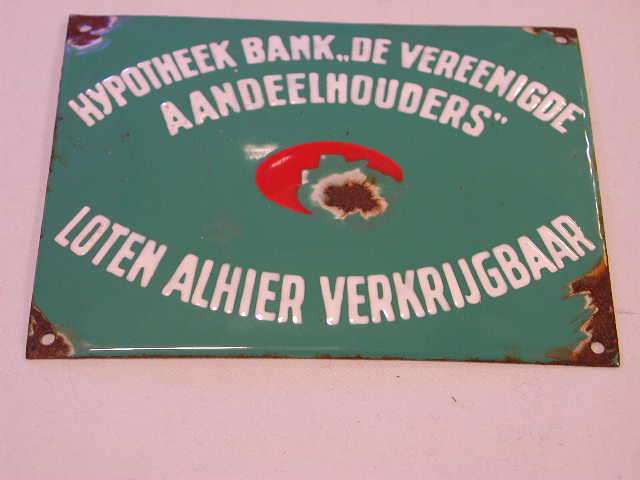 HYPOTHEEK BANK „DE VEREENIGDE
AANDEELHOUDERS"
LOTEN ALHIER VERKRIJGBAAR